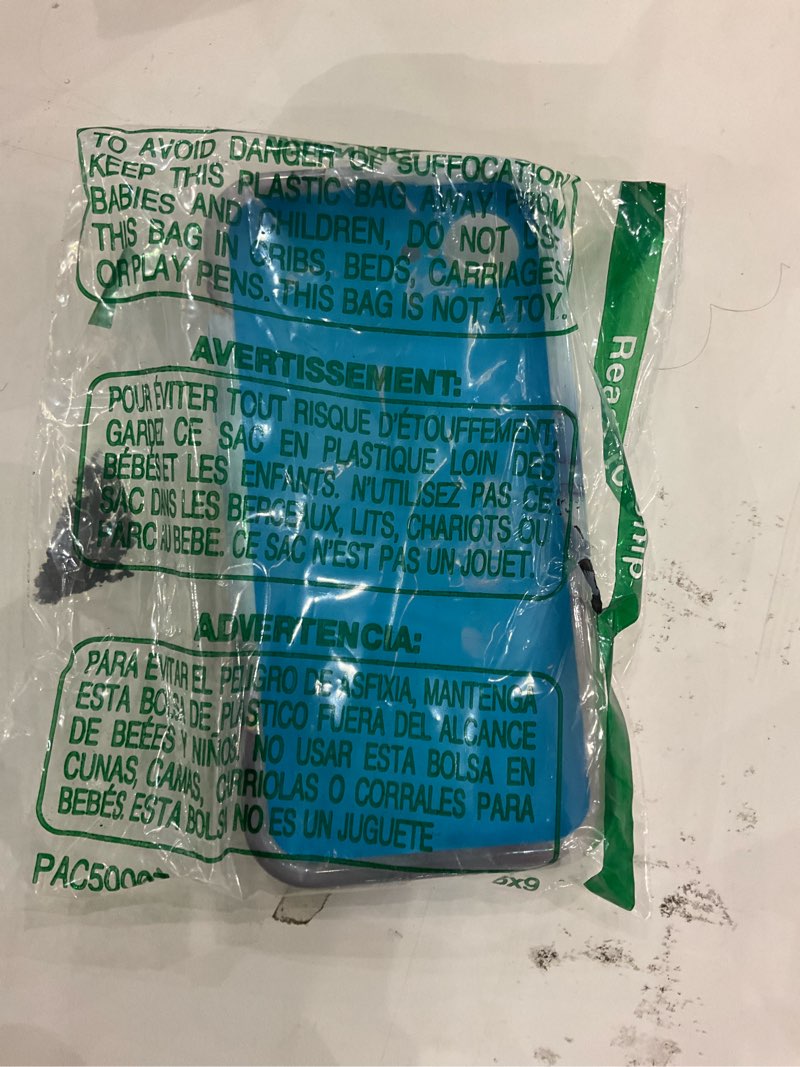 TO AVOID DANGER OF SUFFOCATION
KEEP THIS PLASTIC BAG AWAY FROM
BABIES AND CHILDREN, DO NOT USE
THIS BAG IN CRIBS, BEDS, CARRIAGES
OR PLAY PENS. THIS BAG IS NOT A TOY.
AVERTISSEMENT:
POUR ÉVITER TOUT RISQUE D'ÉTOUFFEMENT,
GARDEZ CE SAC EN PLASTIQUE LOIN DES
BÉBÉS ET LES ENFANTS. N'UTILISEZ PAS CE
SAC DANS LES BERCEAUX, LITS, CHARIOTS OU
PARC AU BEBE. CE SAC N'EST PAS UN JOUET.
ADVERTENCIA:
PARA EVITAR EL PELIGRO DE ASFIXIA, MANTENGA
ESTA BOLSA DE PLASTICO FUERA DEL ALCANCE
DE BEÉES Y NIÑOS. NO USAR ESTA BOLSA EN
CUNAS, CAMAS, CARRIOLAS O CORRALES PARA
BEBÉS. ESTA BOLSA NO ES UN JUGUETE
6x9